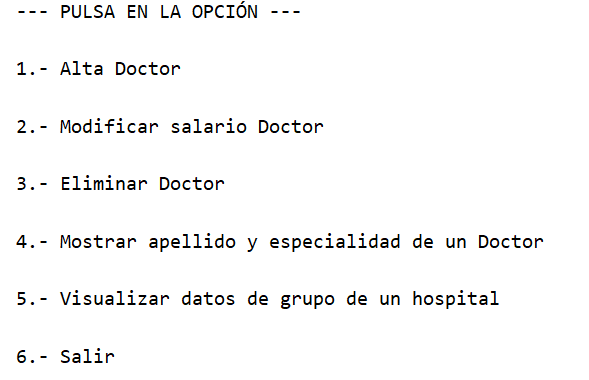 --- PULSA EN LA OPCIÓN ---
1.- Alta Doctor
2.- Modificar salario Doctor
3.- Eliminar Doctor
4.- Mostrar apellido y especialidad de un Doctor
5.- Visualizar datos de grupo de un hospital
6.- Salir